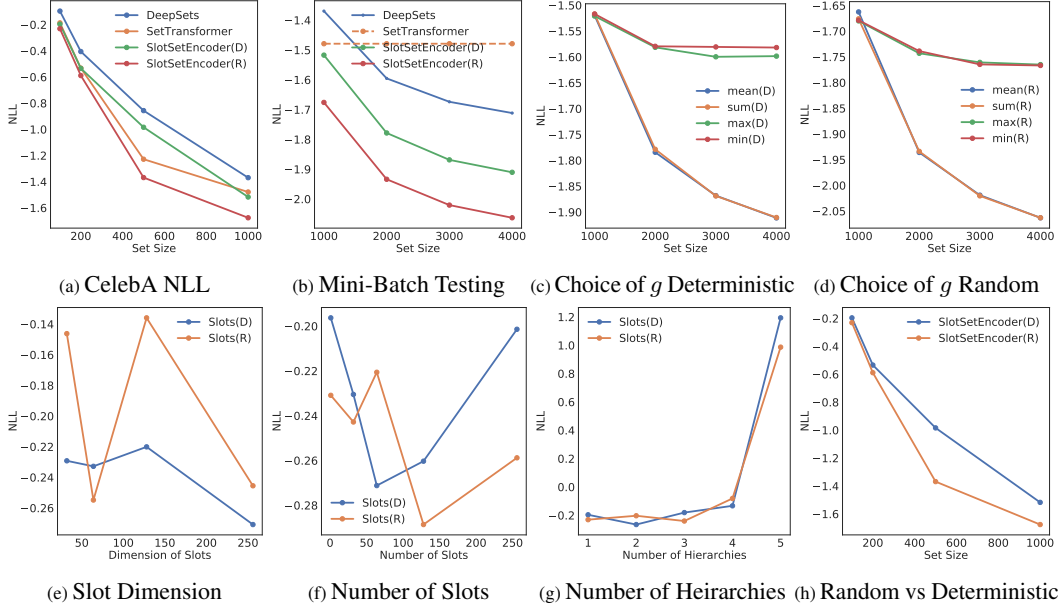 −0.2
−0.4
−0.6
−0.8
−1.0
−1.2
−1.4
−1.6
NLL
200 400 600 800 1000
Set Size
DeepSets
SetTransformer
SlotSetEncoder(D)
SlotSetEncoder(R)
(a) CelebA NLL
−1.4
−1.5
−1.6
−1.7
−1.8
−1.9
−2.0
NLL
1000 1500 2000 2500 3000 3500 4000
Set Size
DeepSets
SetTransformer
SlotSetEncoder(D)
SlotSetEncoder(R)
(b) Mini-Batch Testing
−1.50
−1.55
−1.60
−1.65
−1.70
−1.75
−1.80
−1.85
−1.90
NLL
1000 1500 2000 2500 3000 3500 4000
Set Size
mean(D)
sum(D)
max(D)
min(D)
(c) Choice of g Deterministic
−1.65
−1.70
−1.75
−1.80
−1.85
−1.90
−1.95
−2.00
−2.05
NLL
1000 1500 2000 2500 3000 3500 4000
Set Size
mean(R)
sum(R)
max(R)
min(R)
(d) Choice of g Random
−0.14
−0.16
−0.18
−0.20
−0.22
−0.24
−0.26
NLL
50 100 150 200 250
Dimension of Slots
Slots(D)
Slots(R)
(e) Slot Dimension
−0.20
−0.22
−0.24
−0.26
−0.28
NLL
0 50 100 150 200 250
Number of Slots
Slots(D)
Slots(R)
(f) Number of Slots
1.2
1.0
0.8
0.6
0.4
0.2
0.0
−0.2
NLL
1 2 3 4 5
Number of Hierarchies
Slots(D)
Slots(R)
(g) Number of Heirarchies
−0.2
−0.4
−0.6
−0.8
−1.0
−1.2
−1.4
−1.6
NLL
200 400 600 800 1000
Set Size
SlotSetEncoder(D)
SlotSetEncoder(R)
(h) Random vs Deterministic